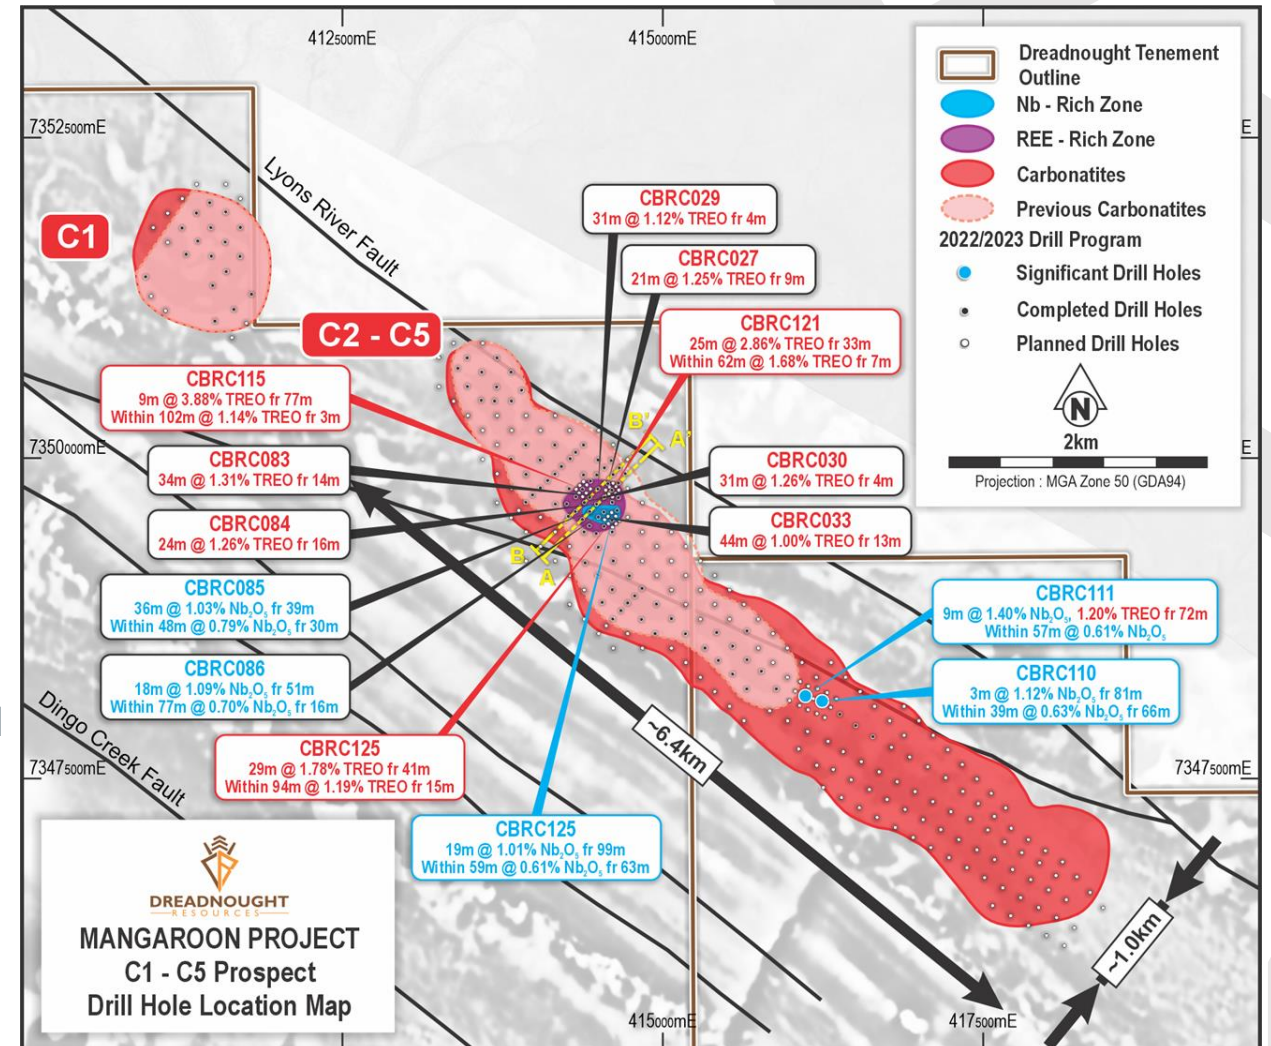 412500mE
415000mE
7352500mE
E
Dreadnought Tenement
Outline
Nb - Rich Zone
REE - Rich Zone
Carbonatites
Previous Carbonatites
2022/2023 Drill Program
Significant Drill Holes
Completed Drill Holes
Planned Drill Holes
N
2km
Projection : MGA Zone 50 (GDA94)
Lyons River Fault
C1
CBRC029
31m @ 1.12% TREO fr 4m
CBRC027
21m @ 1.25% TREO fr 9m
C2 - C5
CBRC121
25m @ 2.86% TREO fr 33m
Within 62m @ 1.68% TREO fr 7m
CBRC115
9m @ 3.88% TREO fr 77m
Within 102m @ 1.14% TREO fr 3m
B'
A'
7350000mE
E
CBRC083
34m @ 1.31% TREO fr 14m
CBRC030
31m @ 1.26% TREO fr 4m
CBRC084
24m @ 1.26% TREO fr 16m
CBRC033
44m @ 1.00% TREO fr 13m
B
A
CBRC085
36m @ 1.03% Nb₂O₅ fr 39m
Within 48m @ 0.79% Nb₂O₅ fr 30m
CBRC111
9m @ 1.40% Nb₂O₅, 1.20% TREO fr 72m
Within 57m @ 0.61% Nb₂O₅
CBRC086
18m @ 1.09% Nb₂O₅ fr 51m
Within 77m @ 0.70% Nb₂O₅ fr 16m
CBRC110
3m @ 1.12% Nb₂O₅ fr 81m
Within 39m @ 0.63% Nb₂O₅ fr 66m
Dingo Creek Fault
~6.4km
CBRC125
29m @ 1.78% TREO fr 41m
Within 94m @ 1.19% TREO fr 15m
7347500mE
7347500mE
CBRC125
19m @ 1.01% Nb₂O₅ fr 99m
Within 59m @ 0.61% Nb₂O₅ fr 63m
~1.0km
DREADNOUGHT
RESOURCES
MANGAROON PROJECT
C1 - C5 Prospect
Drill Hole Location Map
415000mE
417500mE